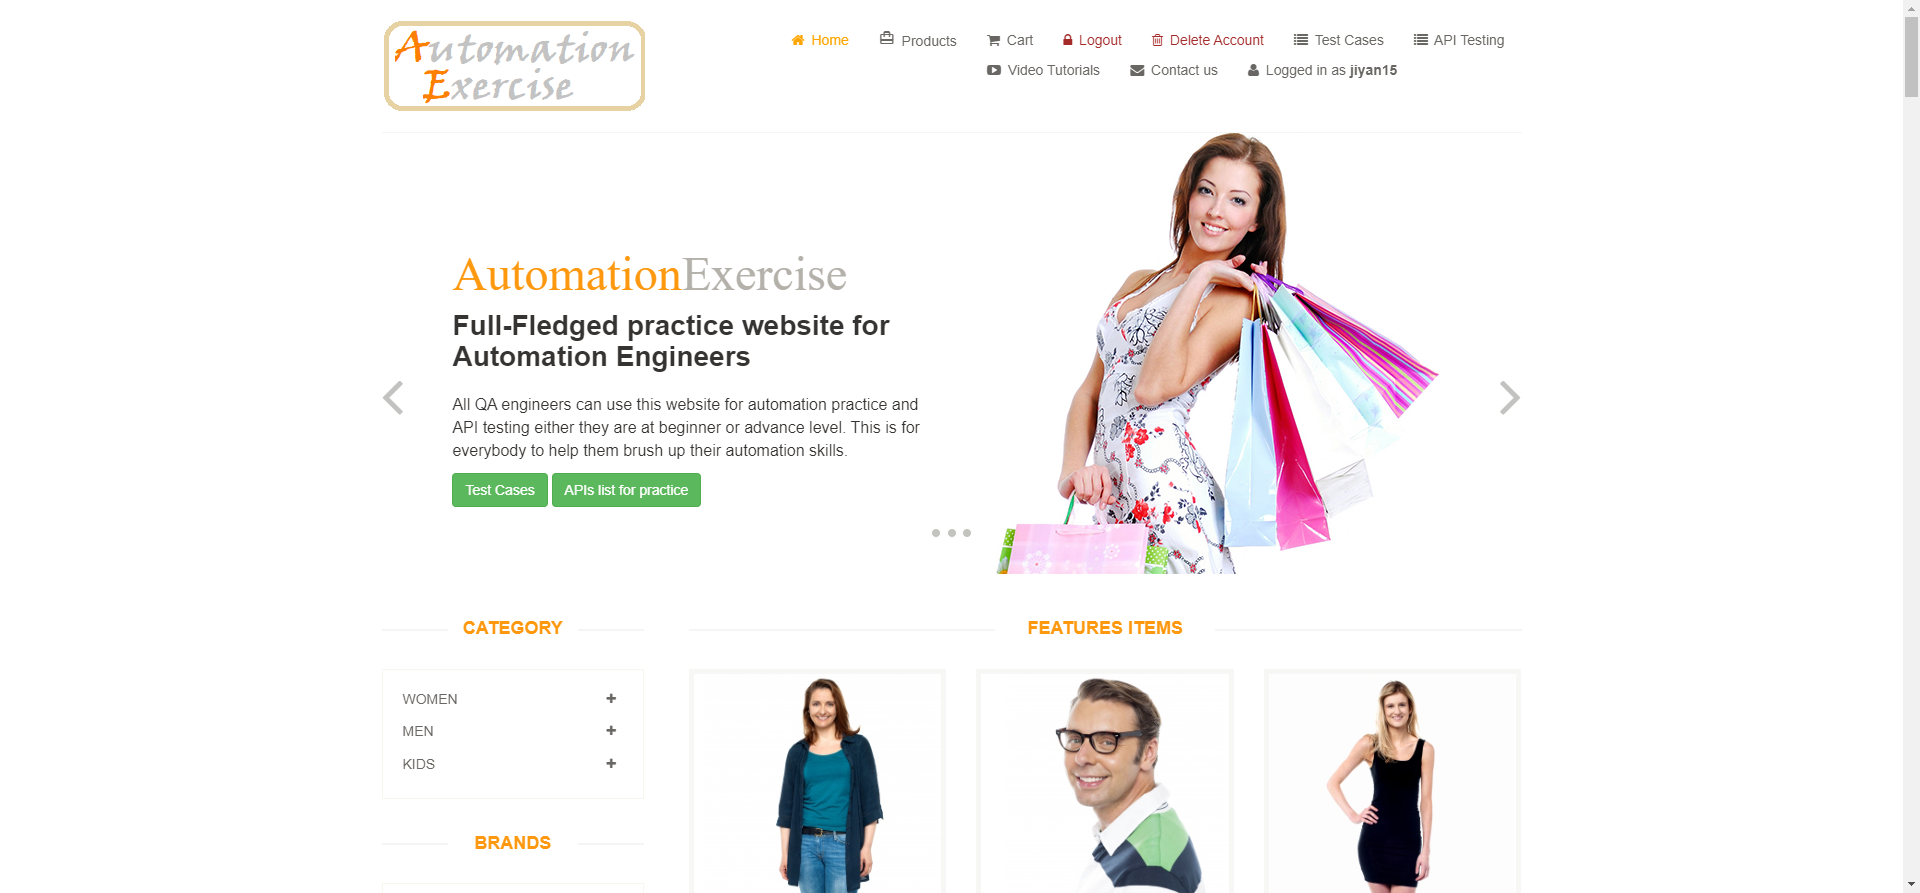 Automation
Exercise
Home Products Cart Logout Delete Account Test Cases API Testing
Video Tutorials Contact us Logged in as jiyan15
AutomationExercise
Full-Fledged practice website for
Automation Engineers
All QA engineers can use this website for automation practice and
API testing either they are at beginner or advance level. This is for
everybody to help them brush up their automation skills.
Test Cases APIs list for practice
CATEGORY
WOMEN
MEN
KIDS
BRANDS
FEATURES ITEMS